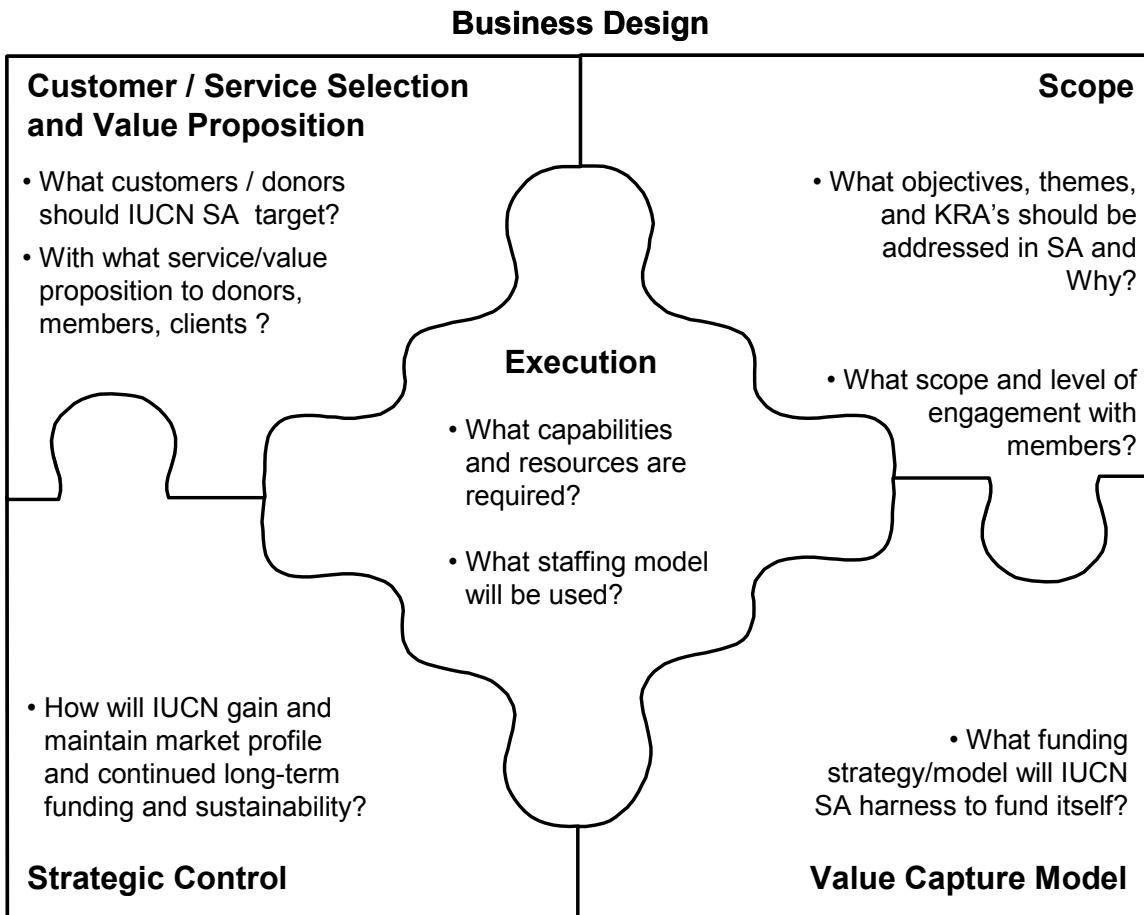 Business Design
Customer / Service Selection
and Value Proposition
• What customers / donors
should IUCN SA target?
• With what service/value
proposition to donors,
members, clients ?
Scope
• What objectives, themes,
and KRA's should be
addressed in SA and
Why?
• What scope and level of
engagement with
members?
Execution
• What capabilities
and resources are
required?
• What staffing model
will be used?
• How will IUCN gain and
maintain market profile
and continued long-term
funding and sustainability?
Strategic Control
• What funding
strategy/model will IUCN
SA harness to fund itself?
Value Capture Model